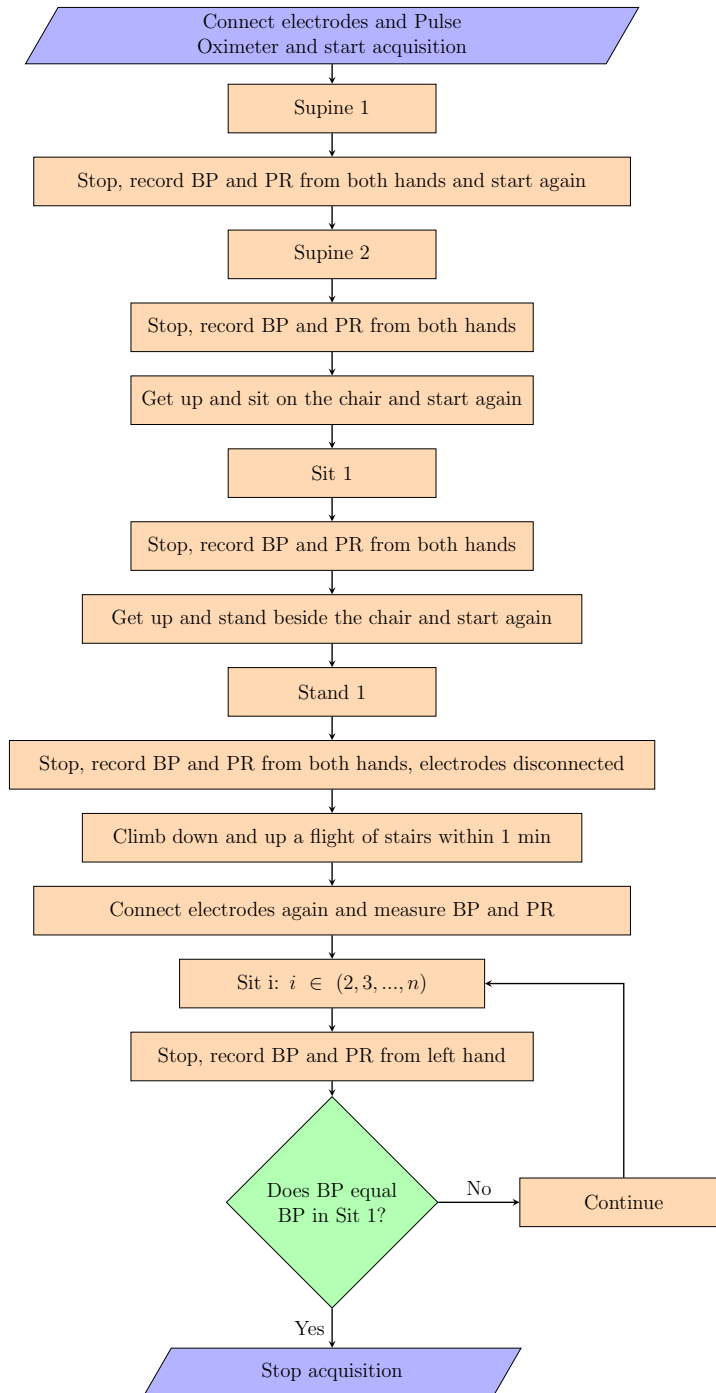 Connect electrodes and Pulse
Oximeter and start acquisition
Supine 1
Stop, record BP and PR from both hands and start again
Supine 2
Stop, record BP and PR from both hands
Get up and sit on the chair and start again
Sit 1
Stop, record BP and PR from both hands
Get up and stand beside the chair and start again
Stand 1
Stop, record BP and PR from both hands, electrodes disconnected
Climb down and up a flight of stairs within 1 min
Connect electrodes again and measure BP and PR
Sit i: i ∈ (2, 3, ..., n)
Stop, record BP and PR from left hand
Does BP equal
BP in Sit 1?
No
Continue
Yes
Stop acquisition